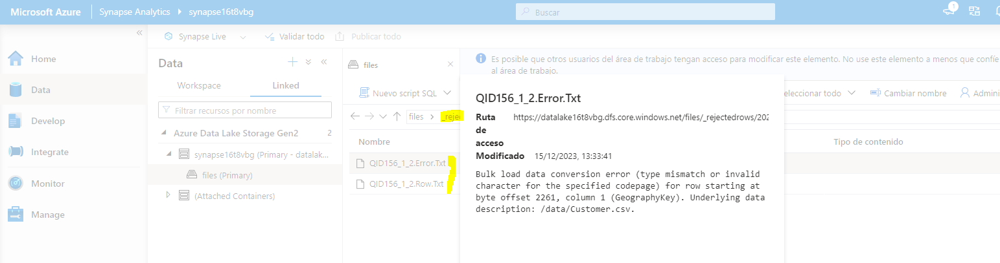 Microsoft Azure
Synapse Analytics
synapse16t8vbg
Buscar
1
Synapse Live
Validar todo
Publicar todo
Home
Data
Develop
Integrate
Monitor
Manage
Data
Workspace
Linked
Filtrar recursos por nombre
Azure Data Lake Storage Gen2 2
synapse16t8vbg (Primary - datalak...
files (Primary)
(Attached Containers)
files
Es posible que otros usuarios del área de trabajo tengan acceso para modificar este elemento. No use este elemento a menos que confíe
al área de trabajo.
Nuevo script SQL
eleccionar todo
Cambiar nombre
Admini
files
_rejec
Nombre
Tipo de contenido
QID156_1_2.Error.Txt
QID156_1_2.Row.Txt
QID156_1_2.Error.Txt
Ruta de acceso https://datalake16t8vbg.dfs.core.windows.net/files/_rejectedrows/202
Modificado 15/12/2023, 13:33:41
Bulk load data conversion error (type mismatch or invalid
character for the specified codepage) for row starting at
byte offset 2261, column 1 (GeographyKey). Underlying data
description: /data/Customer.csv.